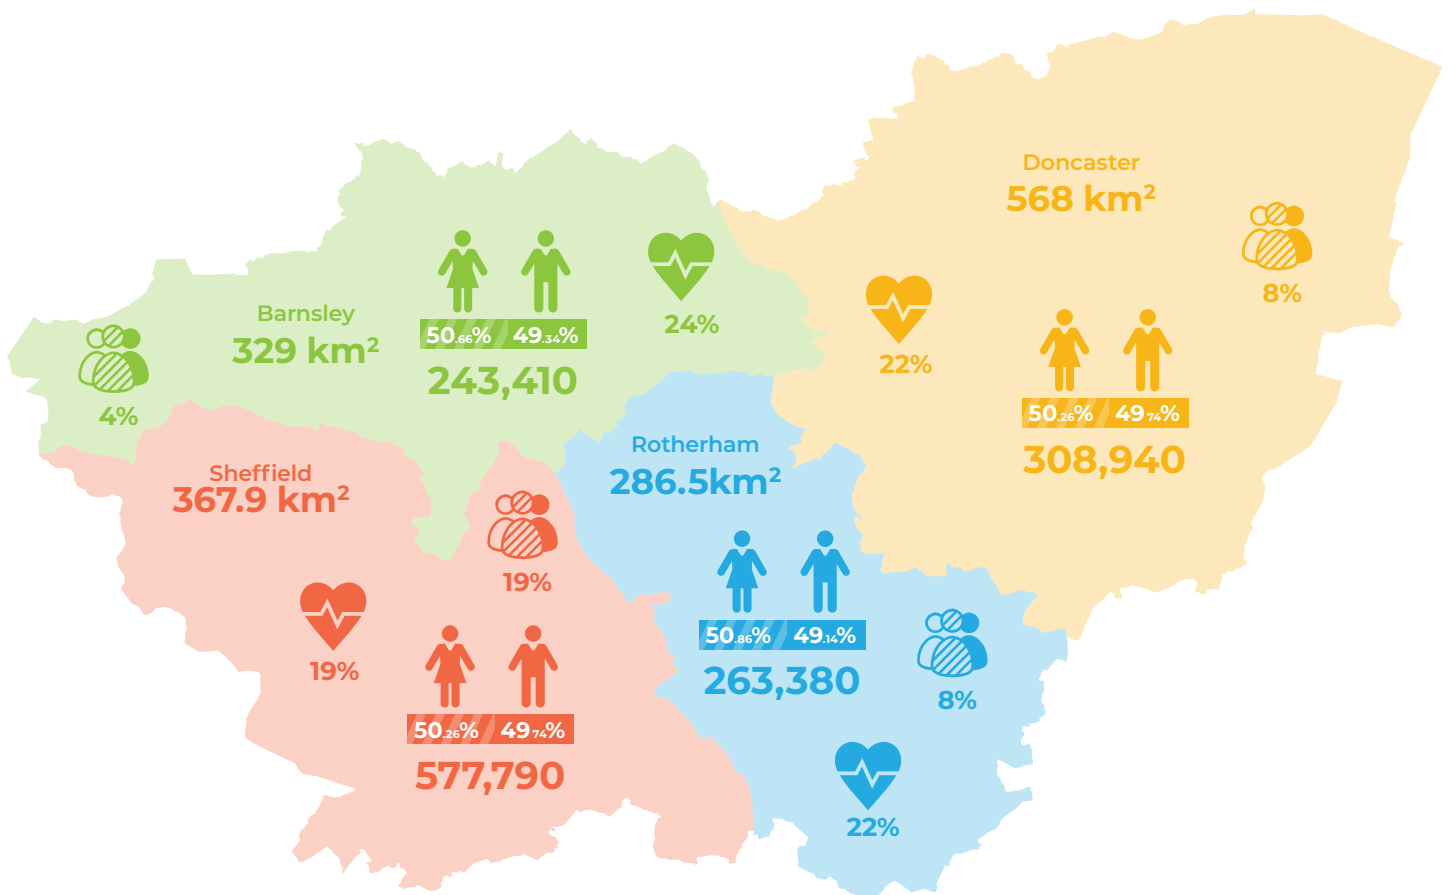 Doncaster
568 km²
8%
22%
50.26% 49.74%
308,940
Barnsley
329 km²
4%
50.66% 49.34%
243,410
24%
Sheffield
367.9 km²
19%
19%
50.26% 49.74%
577,790
Rotherham
286.5km²
50.86% 49.14%
263,380
8%
22%